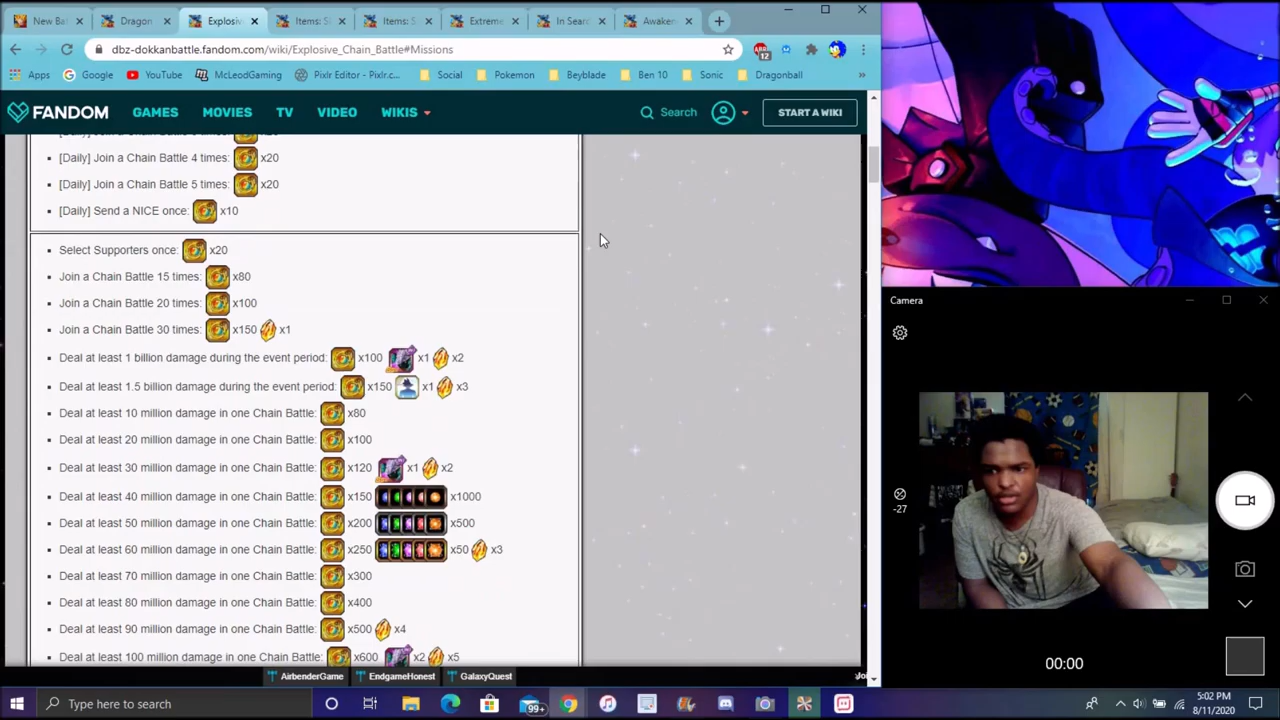 New Bat
Dragon
Explosiv
Items: S
Items: S
Extreme
In Searc
Awaken
dbz-dokkanbattle.fandom.com/wiki/Explosive_Chain_Battle#Missions
12
Apps
Google
YouTube
McLeodGaming
Pixlr Editor - Pixlr.c...
Social
Pokemon
Beyblade
Ben 10
Sonic
Dragonball
»
FANDOM
GAMES
MOVIES
TV
VIDEO
WIKIS
Search
START A WIKI
[Daily] Join a Chain Battle 4 times: x20
[Daily] Join a Chain Battle 5 times: x20
[Daily] Send a NICE once: x10
Select Supporters once: x20
Join a Chain Battle 15 times: x80
Join a Chain Battle 20 times: x100
Join a Chain Battle 30 times: x150 x1
Deal at least 1 billion damage during the event period: x100 x1 x2
Deal at least 1.5 billion damage during the event period: x150 x1 x3
Deal at least 10 million damage in one Chain Battle: x80
Deal at least 20 million damage in one Chain Battle: x100
Deal at least 30 million damage in one Chain Battle: x120 x1 x2
Deal at least 40 million damage in one Chain Battle: x150 x1000
Deal at least 50 million damage in one Chain Battle: x200 x500
Deal at least 60 million damage in one Chain Battle: x250 x50 x3
Deal at least 70 million damage in one Chain Battle: x300
Deal at least 80 million damage in one Chain Battle: x400
Deal at least 90 million damage in one Chain Battle: x500 x4
Deal at least 100 million damage in one Chain Battle: x600 x2 x5
AirbenderGame
EndgameHonest
GalaxyQuest
Camera
-27
00:00
Type here to search
99+
5:02 PM
8/11/2020